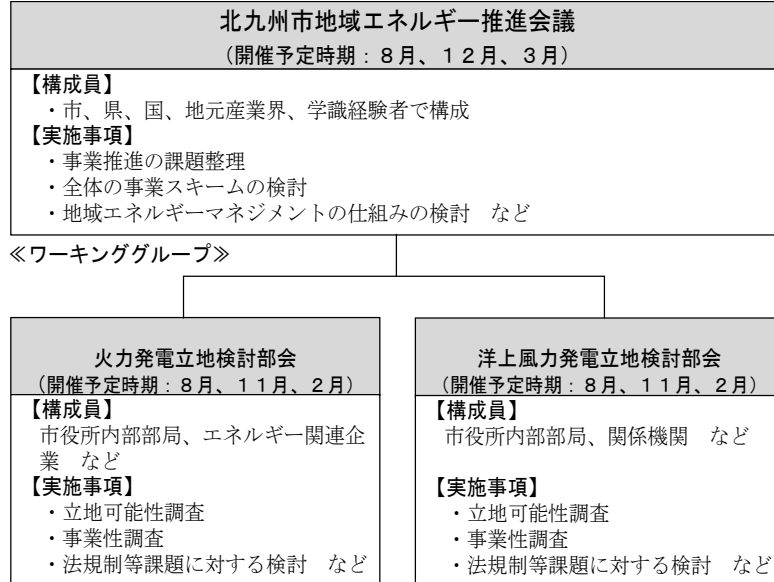 北九州市地域エネルギー推進会議
（開催予定時期：８月、１２月、３月）
【構成員】
・市、県、国、地元産業界、学識経験者で構成
【実施事項】
・事業推進の課題整理
・全体の事業スキームの検討
・地域エネルギーマネジメントの仕組みの検討　など
≪ワーキンググループ≫
火力発電立地検討部会
（開催予定時期：８月、１１月、２月）
【構成員】
市役所内部部局、エネルギー関連企
業　など
【実施事項】
・立地可能性調査
・事業性調査
・法規制等課題に対する検討　など
洋上風力発電立地検討部会
（開催予定時期：８月、１１月、２月）
【構成員】
市役所内部部局、関係機関　など
【実施事項】
・立地可能性調査
・事業性調査
・法規制等課題に対する検討　など